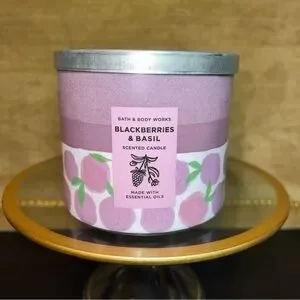 BATH & BODY WORKS
BLACKBERRIES
& BASIL
SCENTED CANDLE
MADE WITH
ESSENTIAL OILS